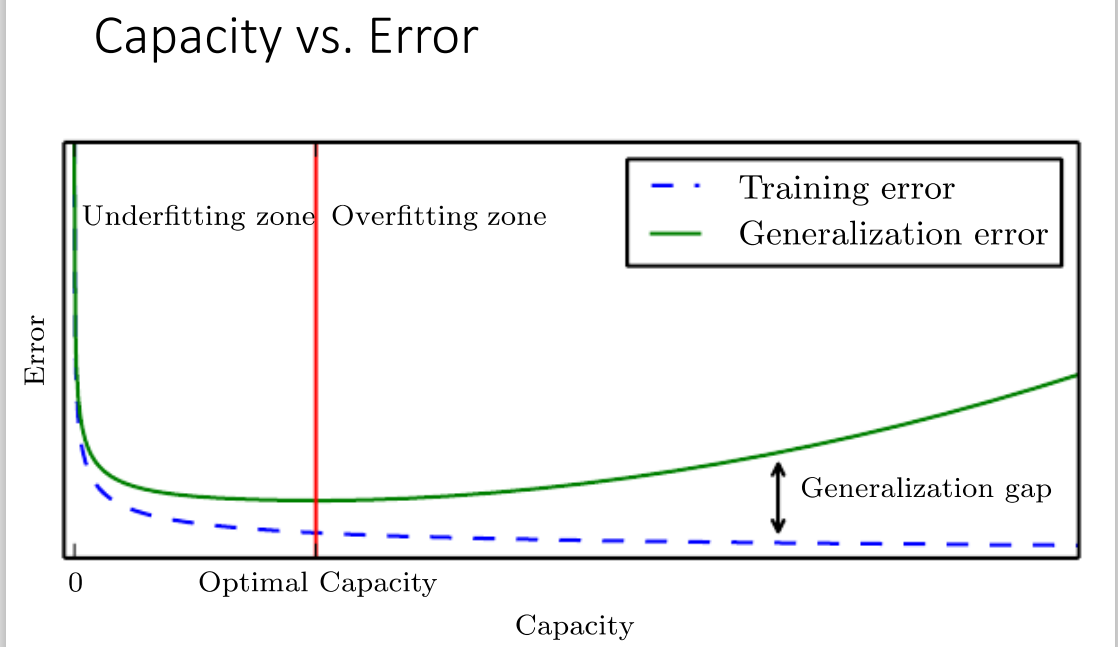 Capacity vs. Error
Training error
Generalization error
Underfitting zone
Overfitting zone
Error
Generalization gap
0
Optimal Capacity
Capacity